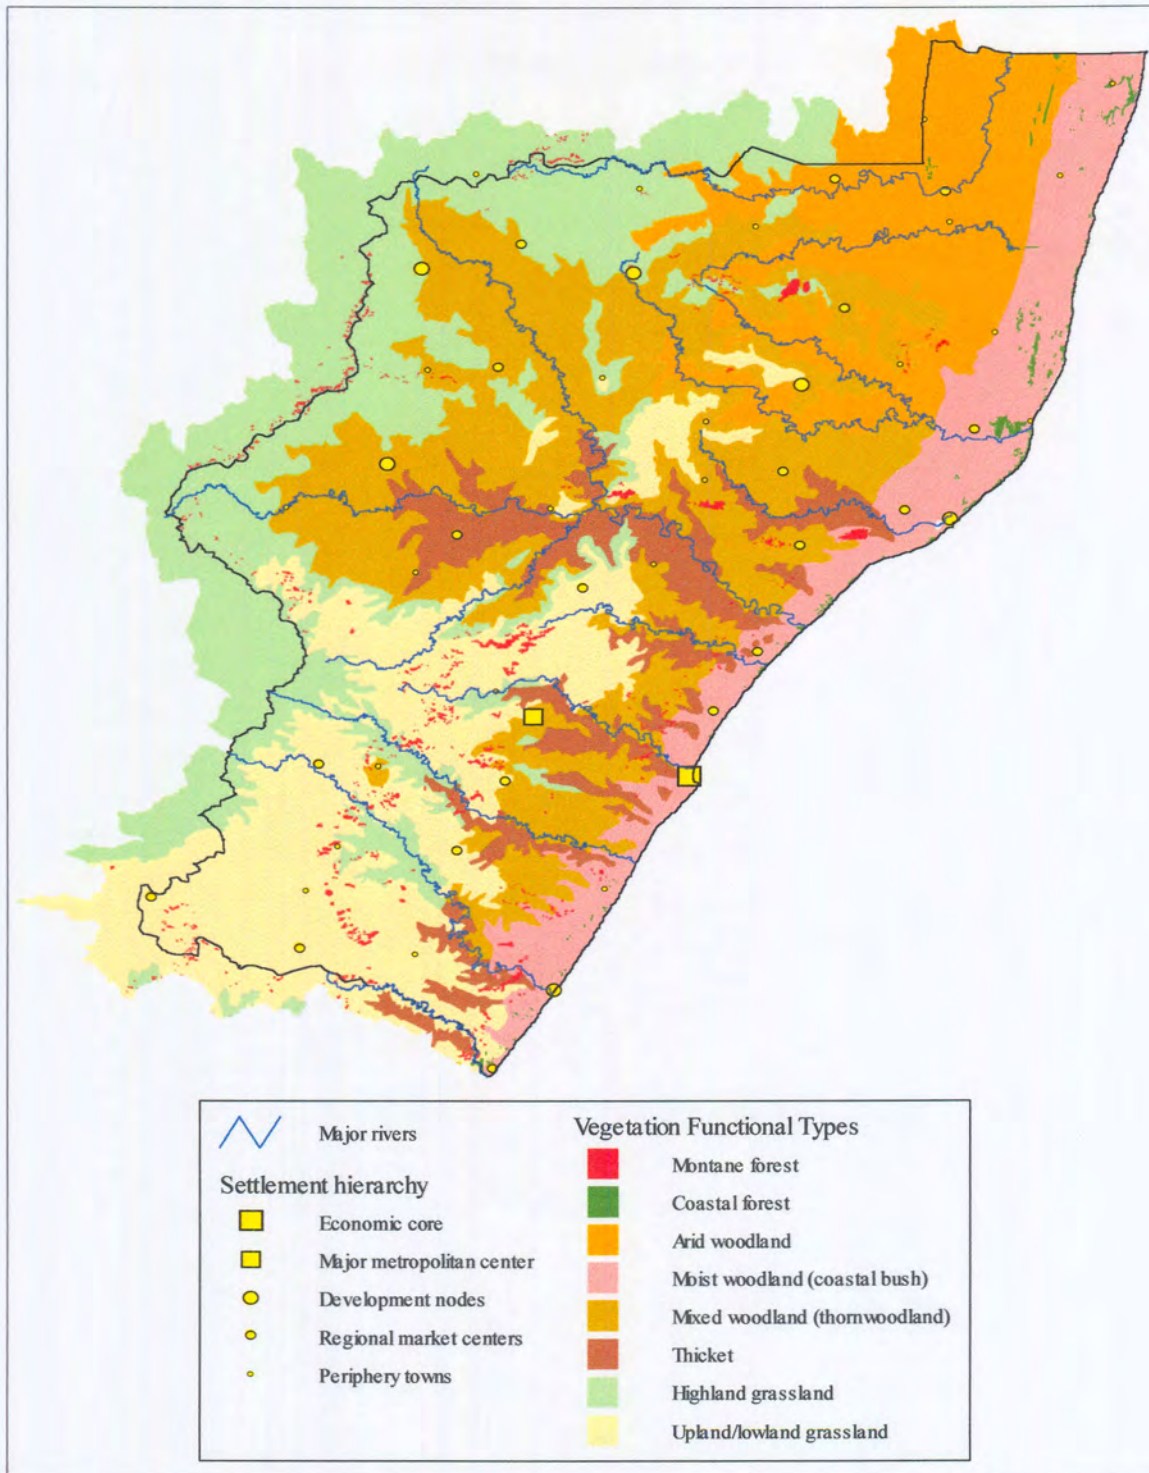 Major rivers
Settlement hierarchy
Economic core
Major metropolitan center
Development nodes
Regional market centers
Periphery towns
Vegetation Functional Types
Montane forest
Coastal forest
Arid woodland
Moist woodland (coastal bush)
Mixed woodland (thornwoodland)
Thicket
Highland grassland
Upland/lowland grassland